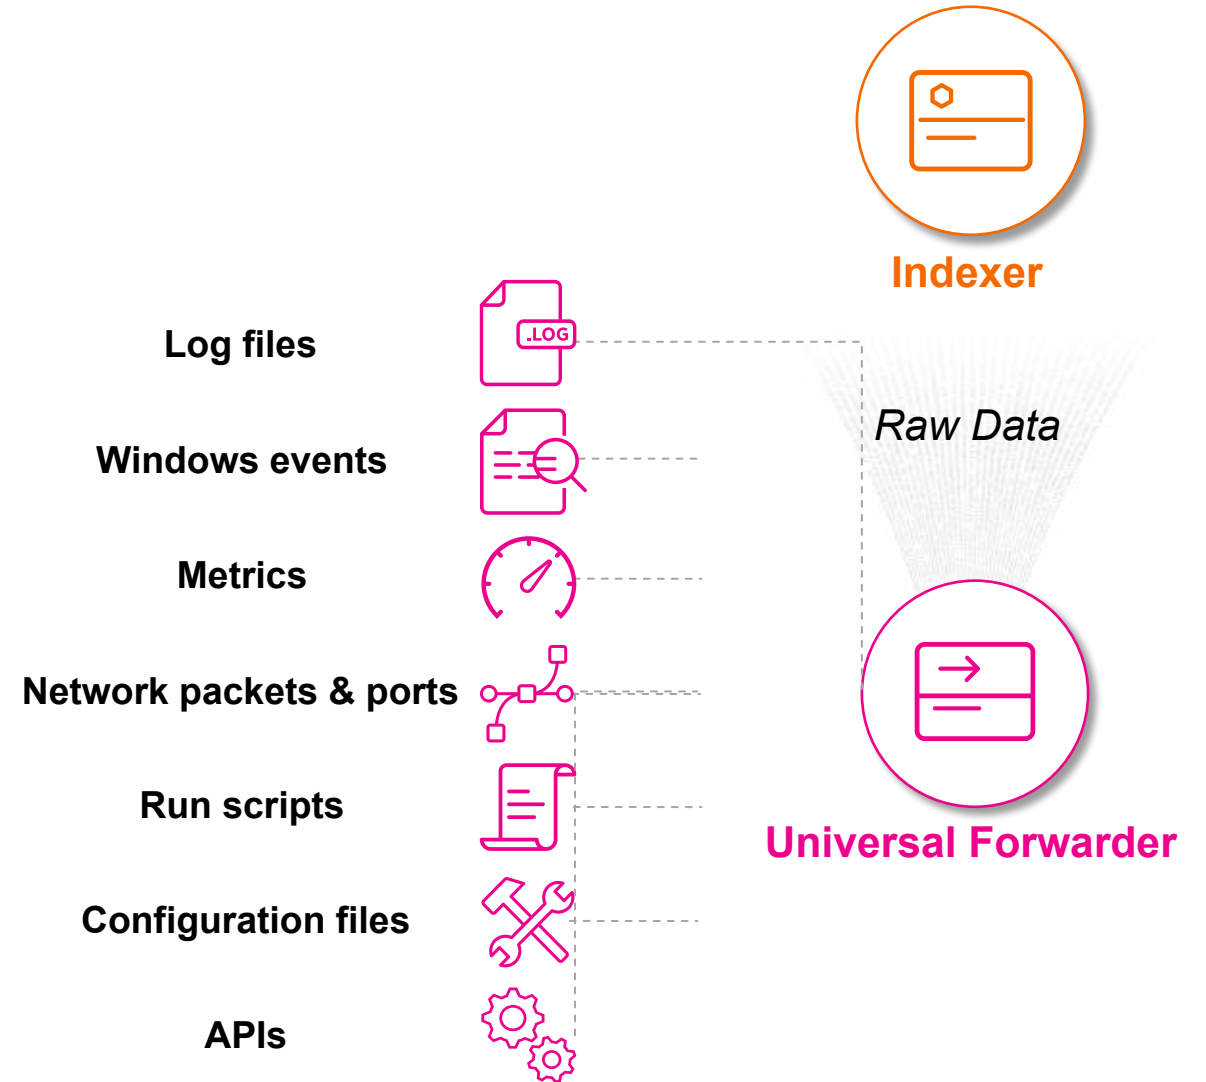 Indexer
Log files
.LOG
Raw Data
Windows events
Metrics
Network packets & ports
Run scripts
Universal Forwarder
Configuration files
APIs